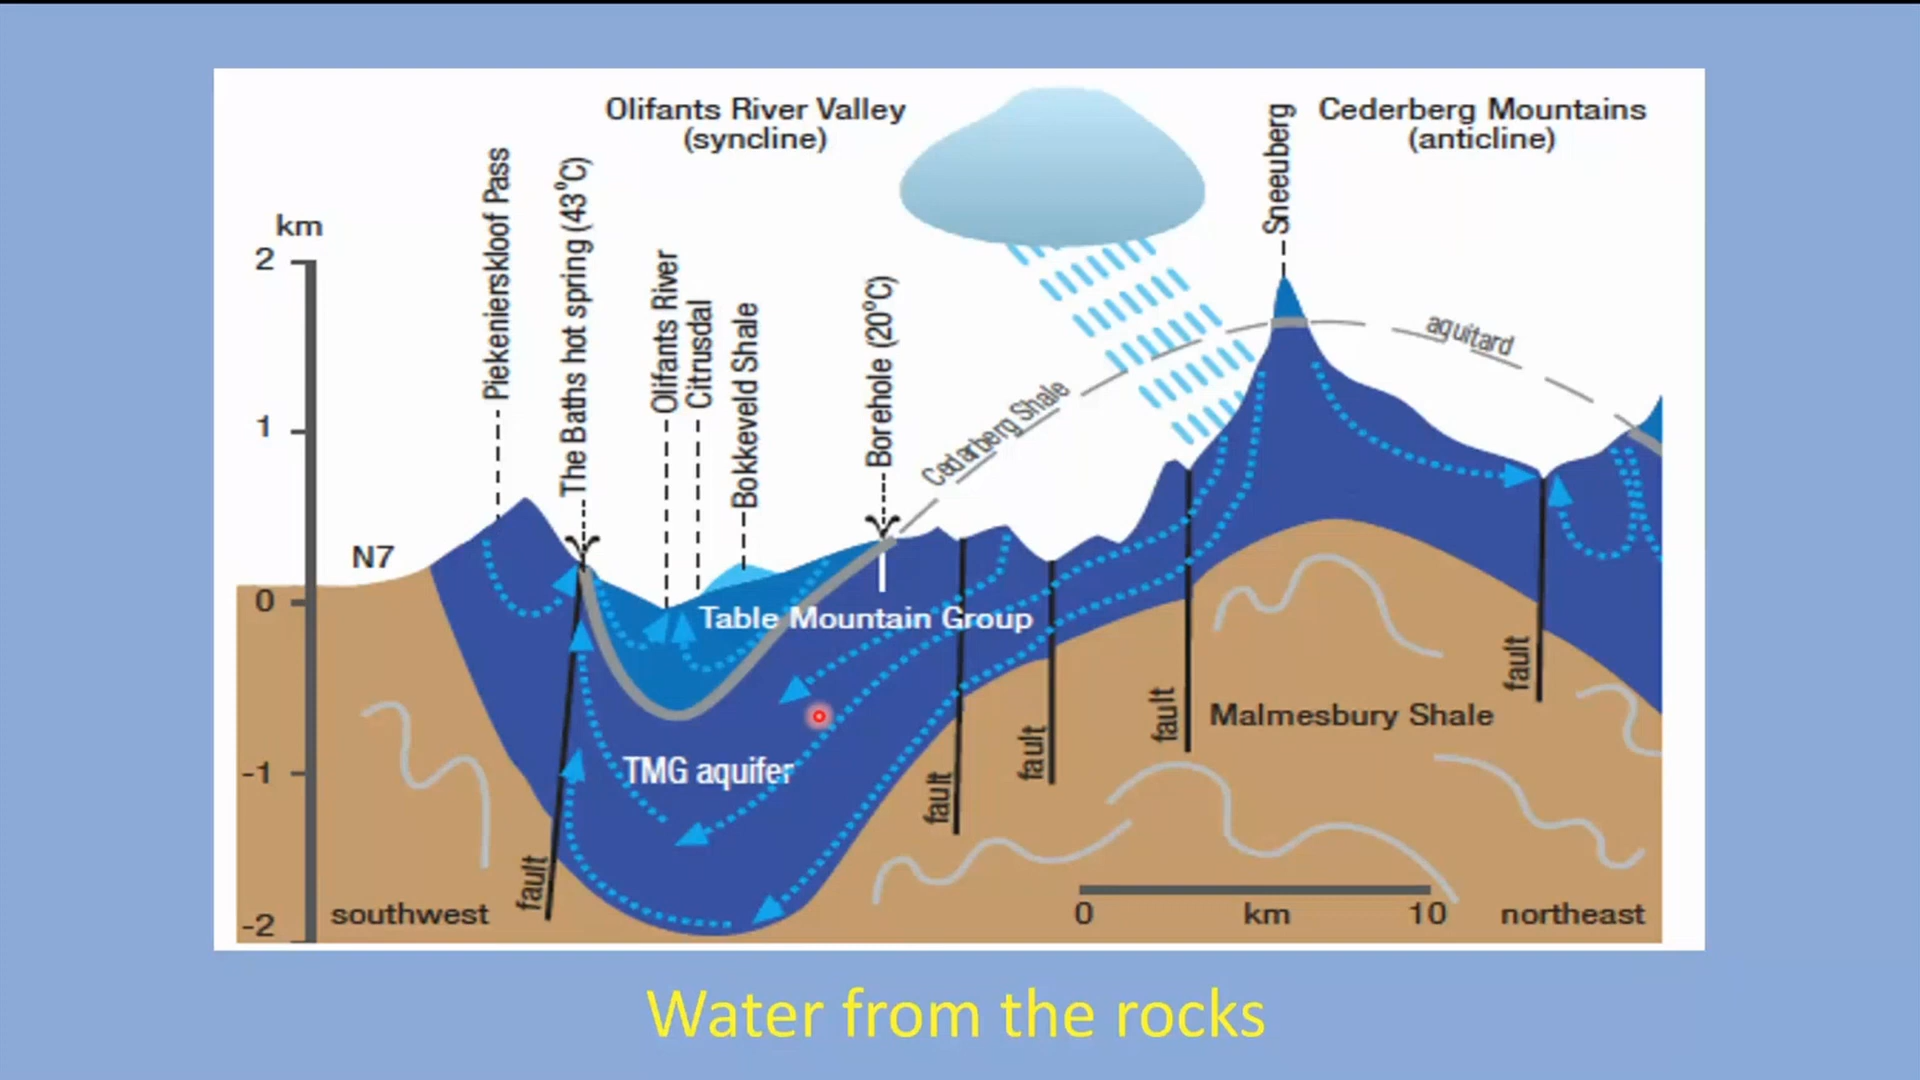 Olifants River Valley
(syncline)
Cederberg Mountains
(anticline)
Sneeuberg
km
2
1
0
-1
-2
Piekenierskloof Pass
The Baths hot spring (43°C)
Olifants River
Citrusdal
Bokkeveld Shale
Borehole (20°C)
Cedarberg Shale
aquitard
N7
Table Mountain Group
TMG aquifer
Malmesbury Shale
fault
fault
fault
fault
fault
southwest
0 km 10
northeast
Water from the rocks